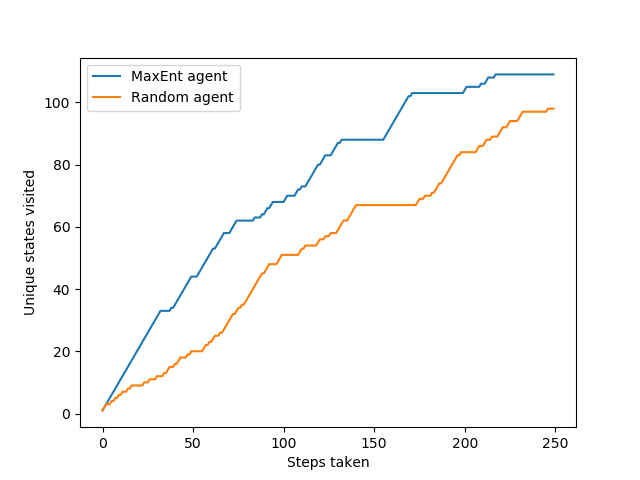 MaxEnt agent
Random agent
100
80
60
40
20
0
Unique states visited
0 50 100 150 200 250
Steps taken